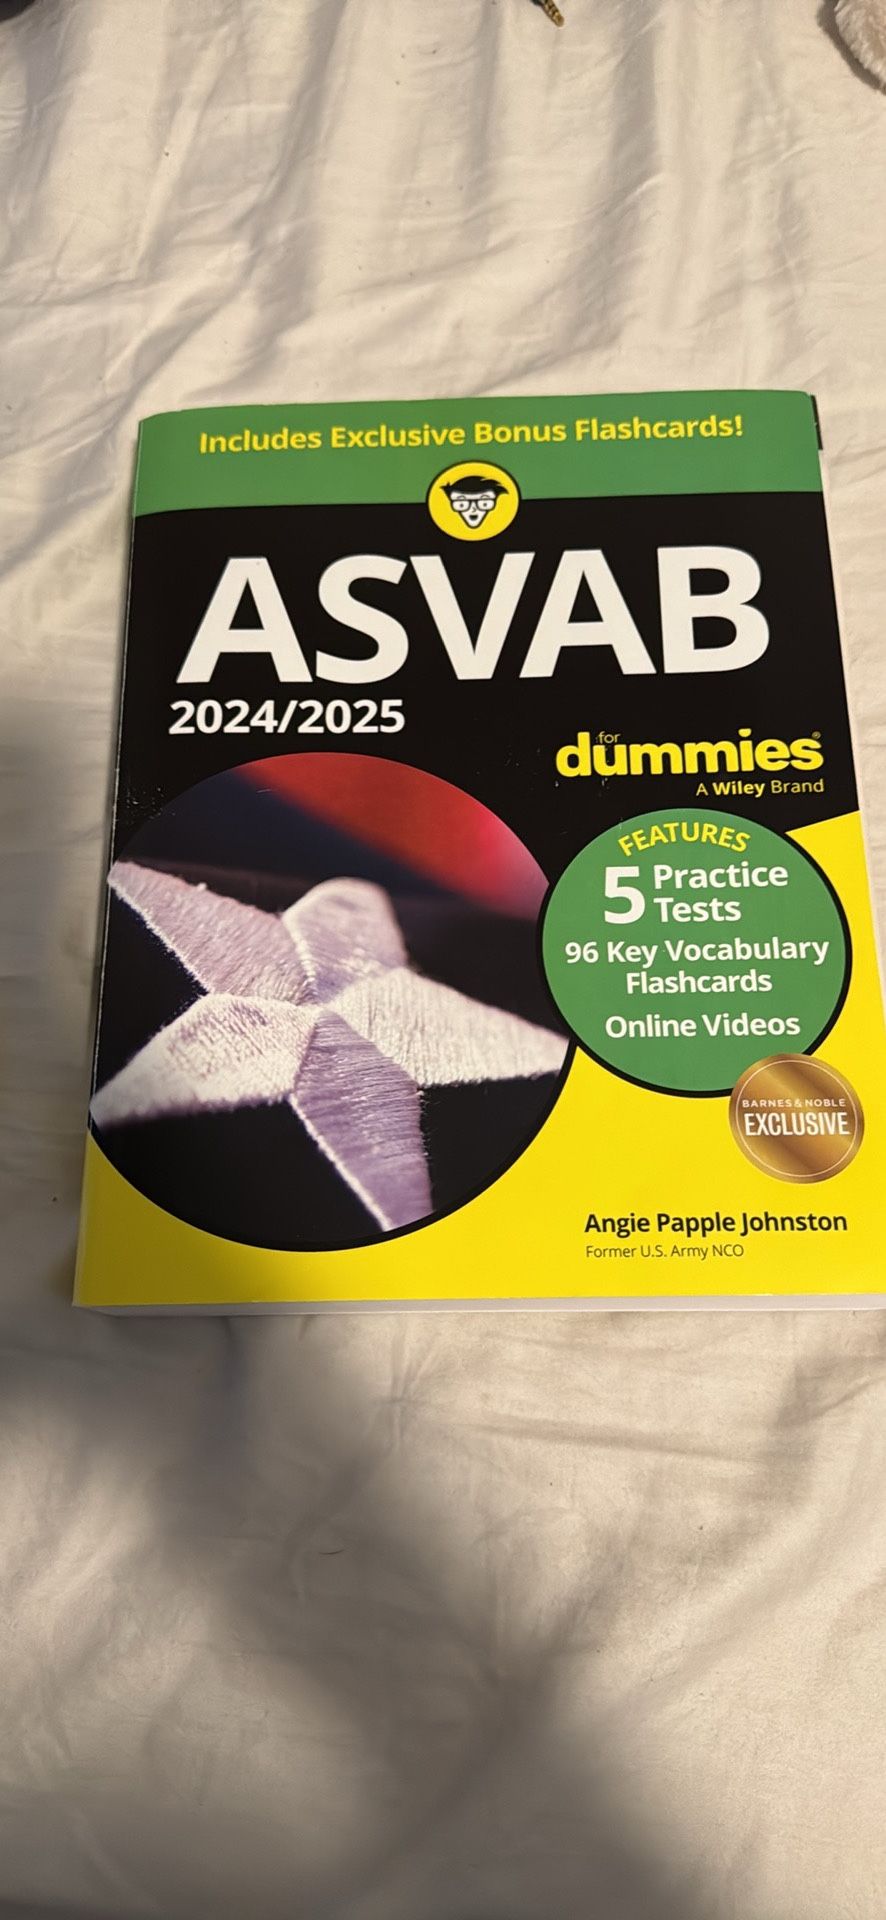 Includes Exclusive Bonus Flashcards!
ASVAB
2024/2025
for
dummies®
A Wiley Brand
FEATURES
5 Practice
Tests
96 Key Vocabulary
Flashcards
Online Videos
BARNES & NOBLE
EXCLUSIVE
Angie Papple Johnston
Former U.S. Army NCO